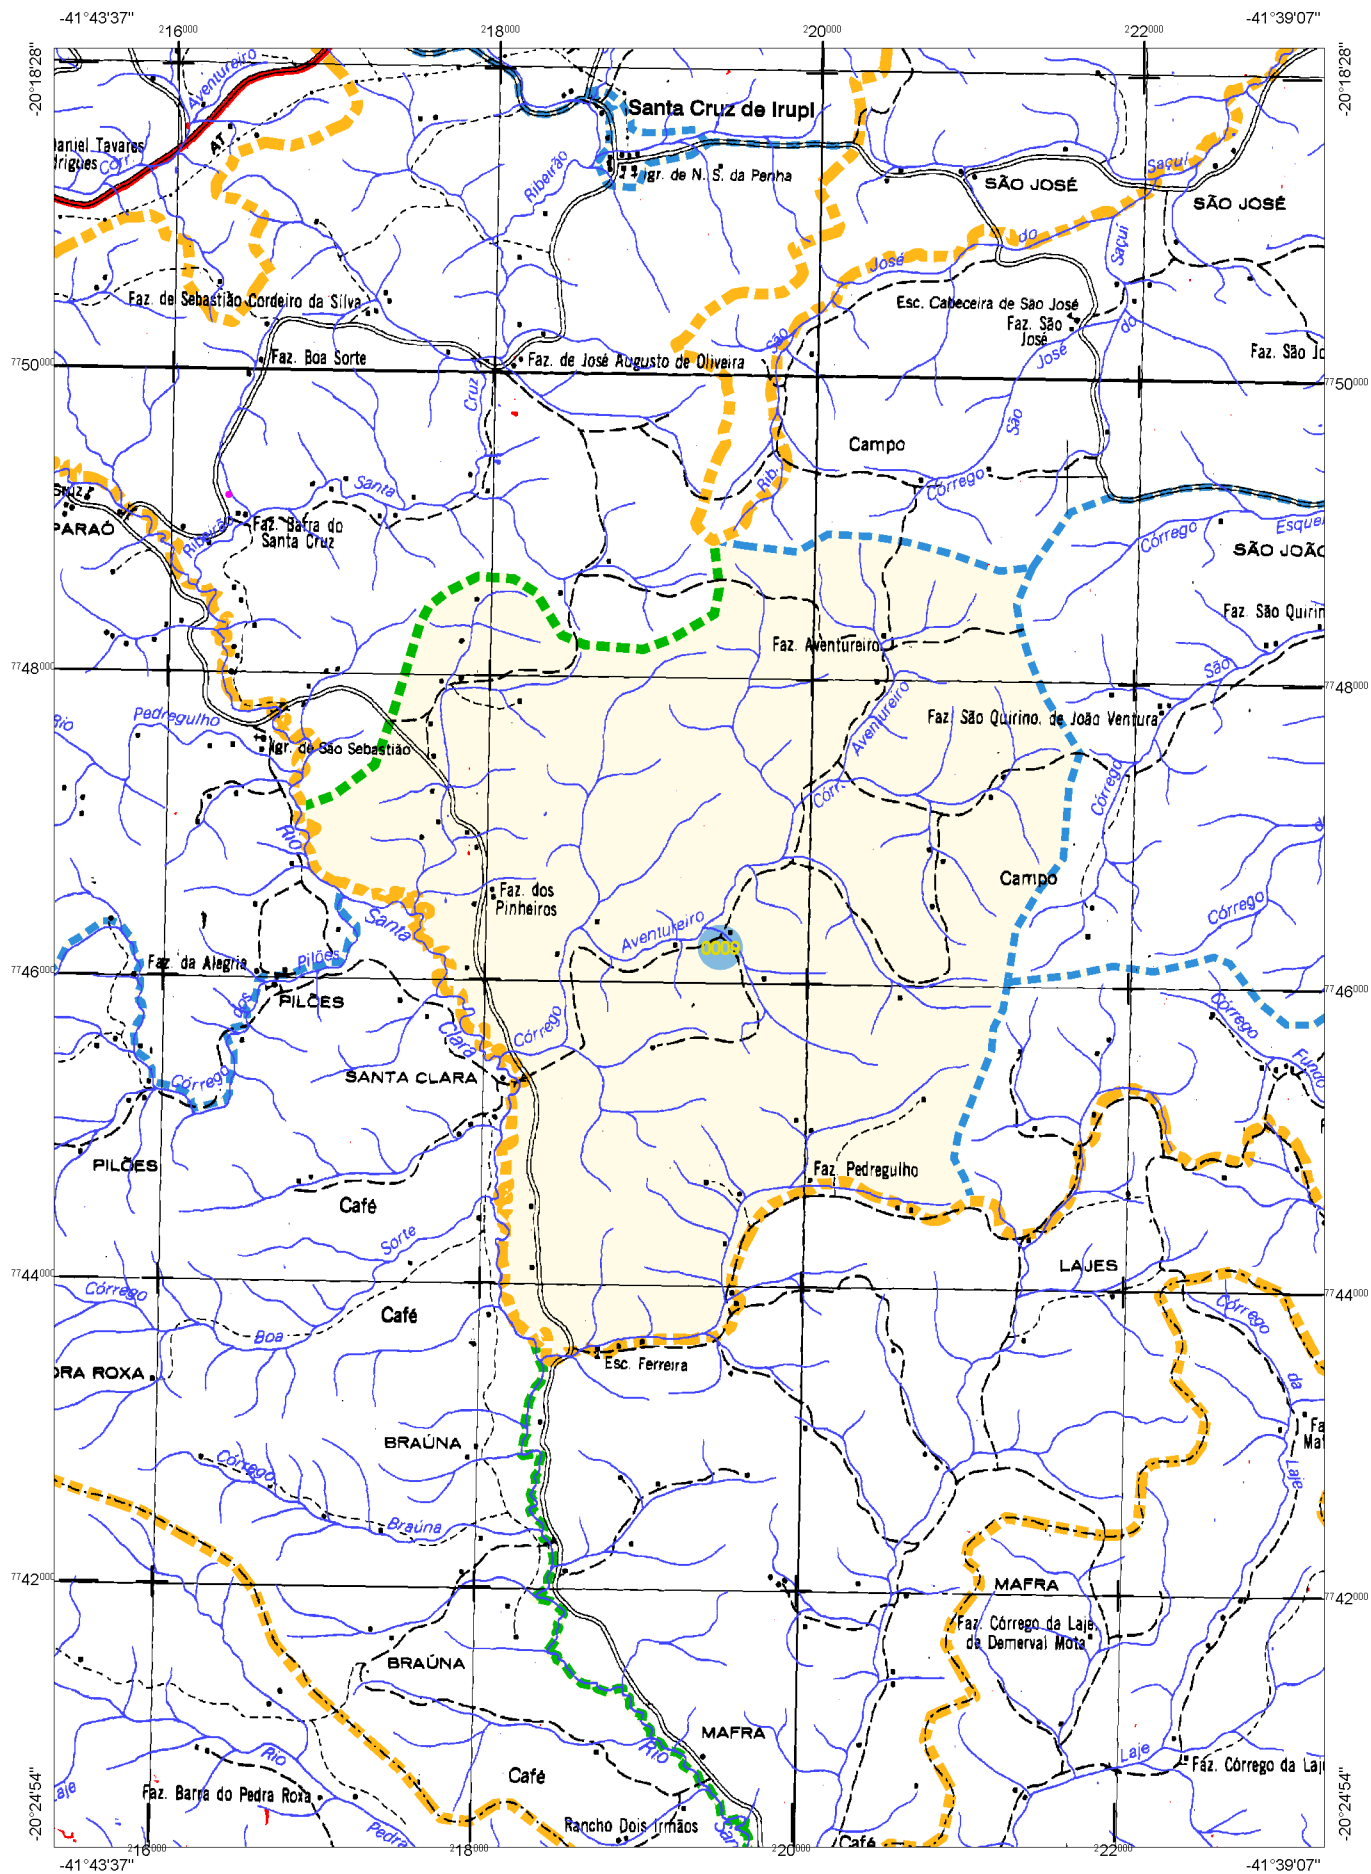 -41°43'37"
-41°39'07"
216000
218000
220000
222000
-20°18'28"
-20°18'28"
Aventureiro
Santa Cruz de Irupi
AT
Córr.
Ribeirão
Igr. de N. S. da Penha
SÃO JOSÉ
Saçuí
SÃO JOSÉ
do
Saçuí
José
Faz. de Sebastião Cordeiro da Silva
Esc. Cabeceira de São José
Faz. São
José
do
São
José
Faz. Boa Sorte
Faz. de José Augusto de Oliveira
Faz. São Jo
7750000
7750000
Cruz
São
Campo
Rib.
Córrego
Santa
PARAÓ
Ribeirão
Faz. Barra do
Santa Cruz
Córrego
Esque
SÃO JOÃO
Faz. São Quirin
Faz. Aventureiro
São
7748000
7748000
Rio
Pedregulho
Aventureiro
Faz. São Quirino, de João Ventura
Igr. de São Sebastião
Córr.
Córrego
Rio
Campo
Faz. dos
Pinheiros
Santa
Aventureiro
Córrego
0009
Faz. da Alegria
Pilões
7746000
7746000
PILÕES
dos
Clara
Córrego
Córrego
Fundo
Córrego
SANTA CLARA
PILÕES
Faz. Pedregulho
Café
Sorte
LAJES
7744000
7744000
Córrego
Café
Córrego
Boa
Esc. Ferreira
DRA ROXA
da
BRAÚNA
Córrego
Laje
Braúna
7742000
7742000
MAFRA
Faz. Córrego da Laje,
de Demerval Mota
BRAÚNA
MAFRA
Rio
Rio
Laje
Faz. Córrego da Laj
Café
Faz. Barra do Pedra Roxa
Rancho Dois Irmãos
Pedra
Café
-20°24'54"
-20°24'54"
216000
218000
220000
222000
-41°43'37"
-41°39'07"